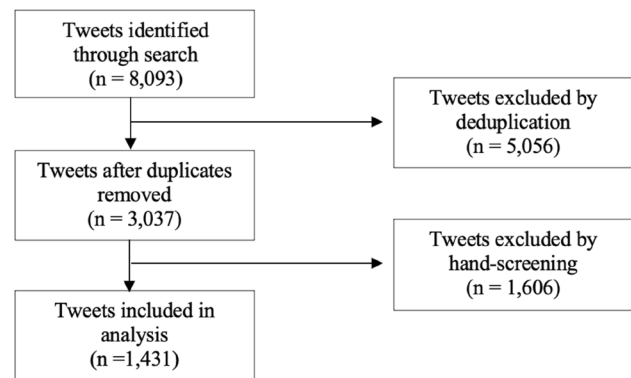 Tweets identified
through search
(n = 8,093)
Tweets excluded by
deduplication
(n = 5,056)
Tweets after duplicates
removed
(n = 3,037)
Tweets excluded by
hand-screening
(n = 1,606)
Tweets included in
analysis
(n =1,431)